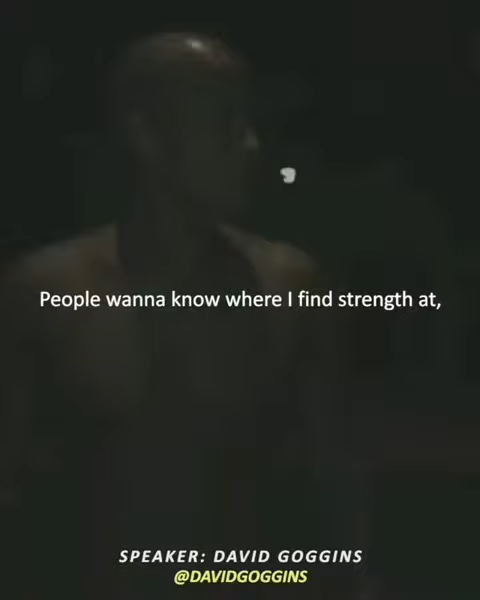 People wanna know where I find strength at,
SPEAKER: DAVID GOGGINS
@DAVIDGOGGINS